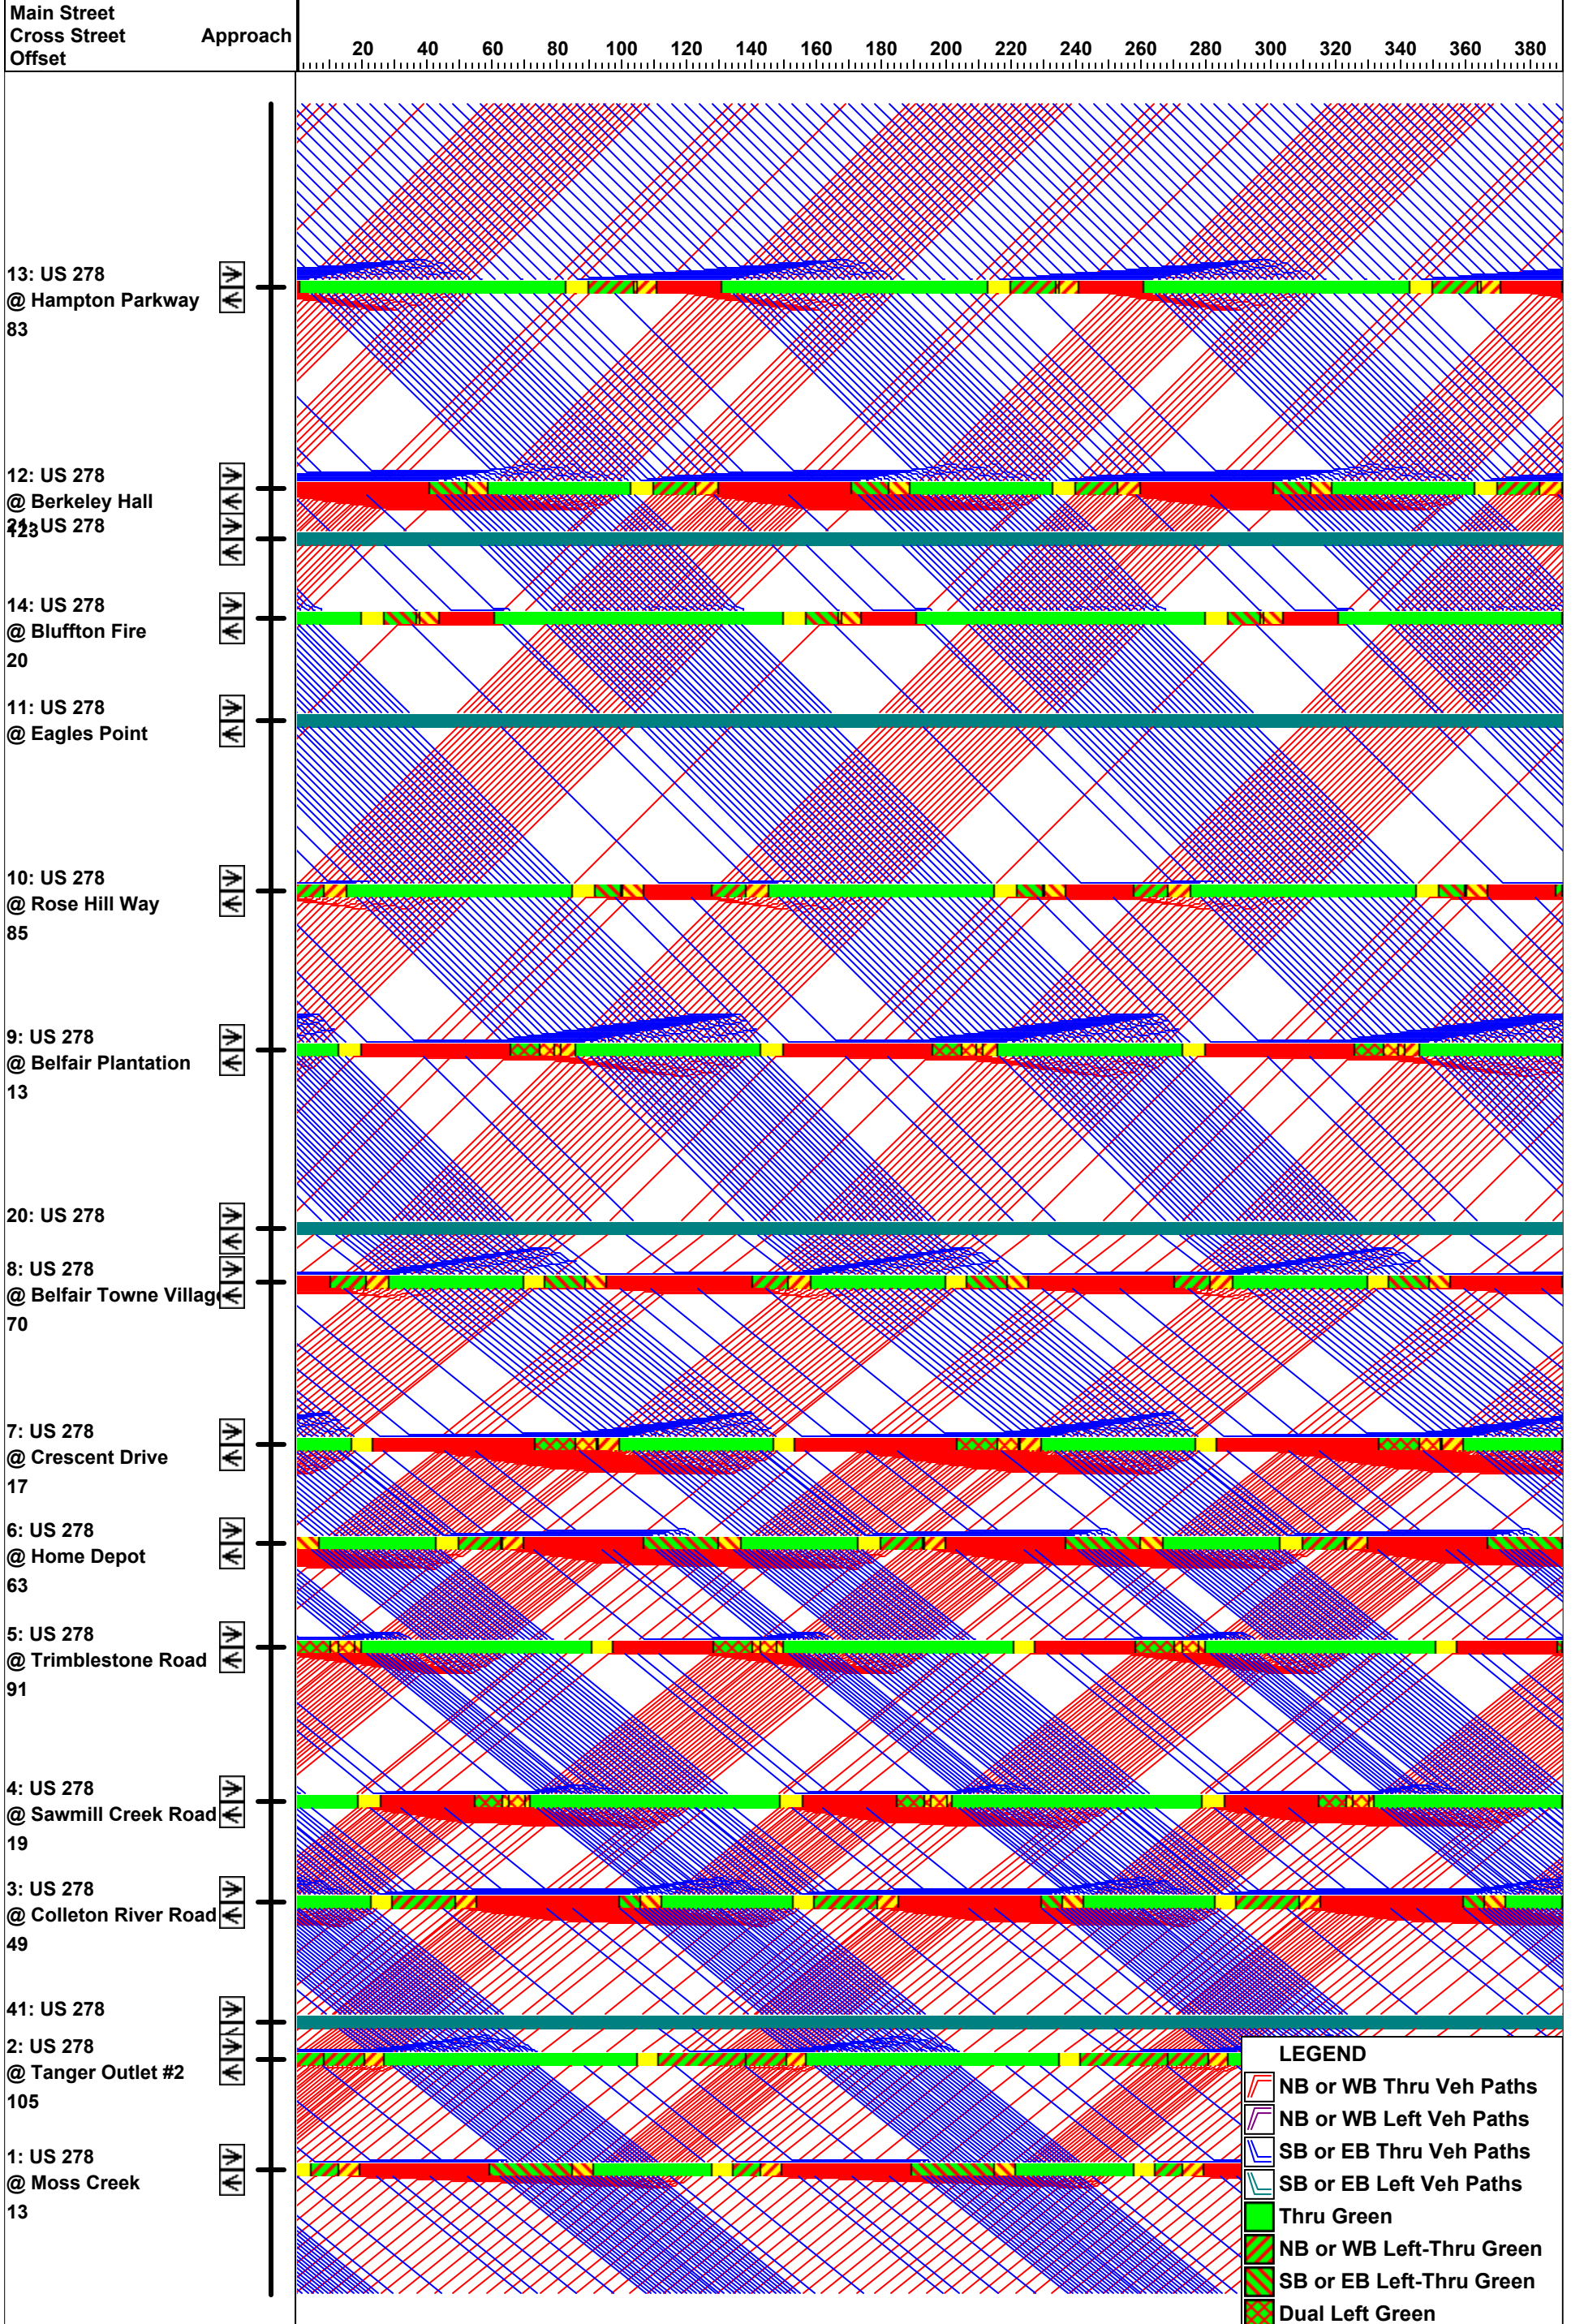 Main Street
Cross Street Approach
Offset
20 40 60 80 100 120 140 160 180 200 220 240 260 280 300 320 340 360 380
13: US 278
@ Hampton Parkway
83
12: US 278
@ Berkeley Hall
123
21: US 278
14: US 278
@ Bluffton Fire
20
11: US 278
@ Eagles Point
10: US 278
@ Rose Hill Way
85
9: US 278
@ Belfair Plantation
13
20: US 278
8: US 278
@ Belfair Towne Village
70
7: US 278
@ Crescent Drive
17
6: US 278
@ Home Depot
63
5: US 278
@ Trimblestone Road
91
4: US 278
@ Sawmill Creek Road
19
3: US 278
@ Colleton River Road
49
41: US 278
2: US 278
@ Tanger Outlet #2
105
1: US 278
@ Moss Creek
13
LEGEND
NB or WB Thru Veh Paths
NB or WB Left Veh Paths
SB or EB Thru Veh Paths
SB or EB Left Veh Paths
Thru Green
NB or WB Left-Thru Green
SB or EB Left-Thru Green
Dual Left Green